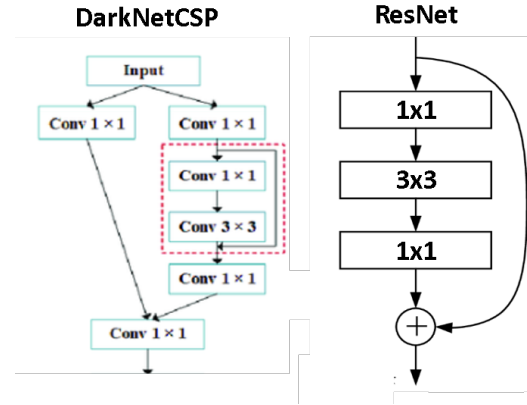 DarkNetCSP
Input
Conv 1 × 1
Conv 1 × 1
Conv 1 × 1
Conv 3 × 3
Conv 1 × 1
Conv 1 × 1
ResNet
1x1
3x3
1x1
+